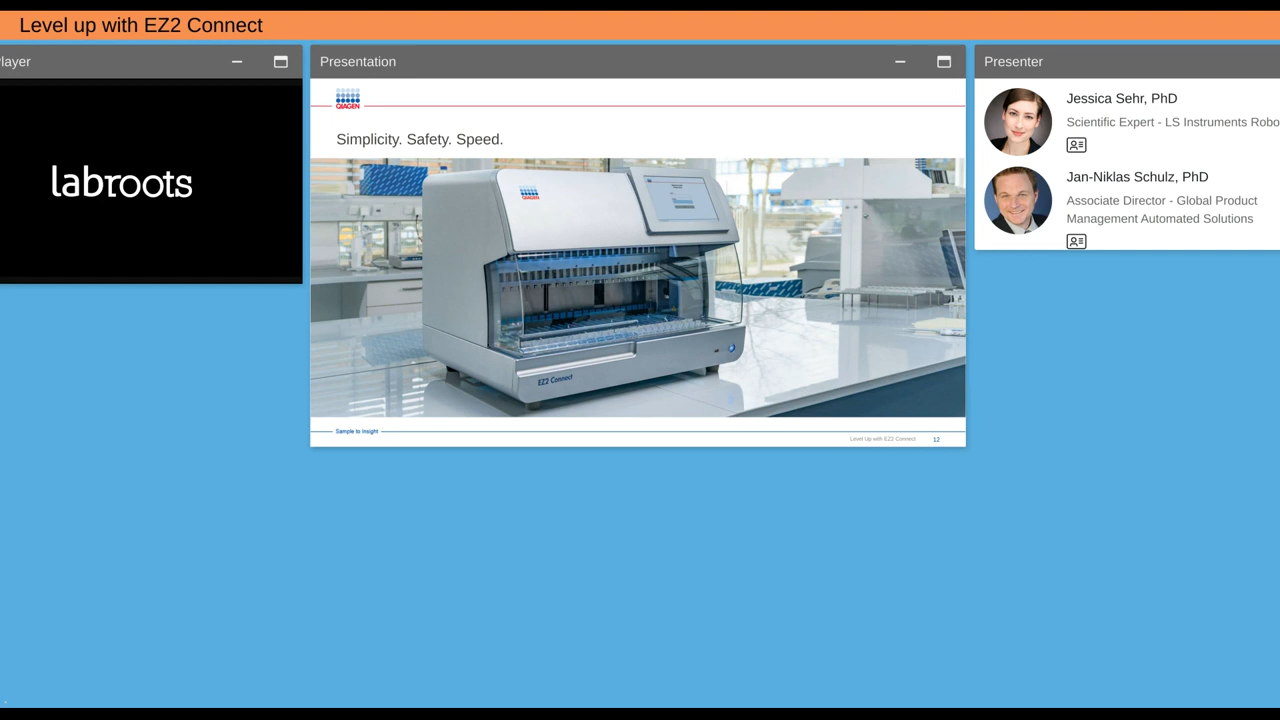 Level up with EZ2 Connect
layer
Presentation
Presenter
labroots
QIAGEN
Simplicity. Safety. Speed.
QIAGEN
EZ2 Connect
Sample to Insight
Level Up with EZ2 Connect
12
Jessica Sehr, PhD
Scientific Expert - LS Instruments Robo
Jan-Niklas Schulz, PhD
Associate Director - Global Product
Management Automated Solutions